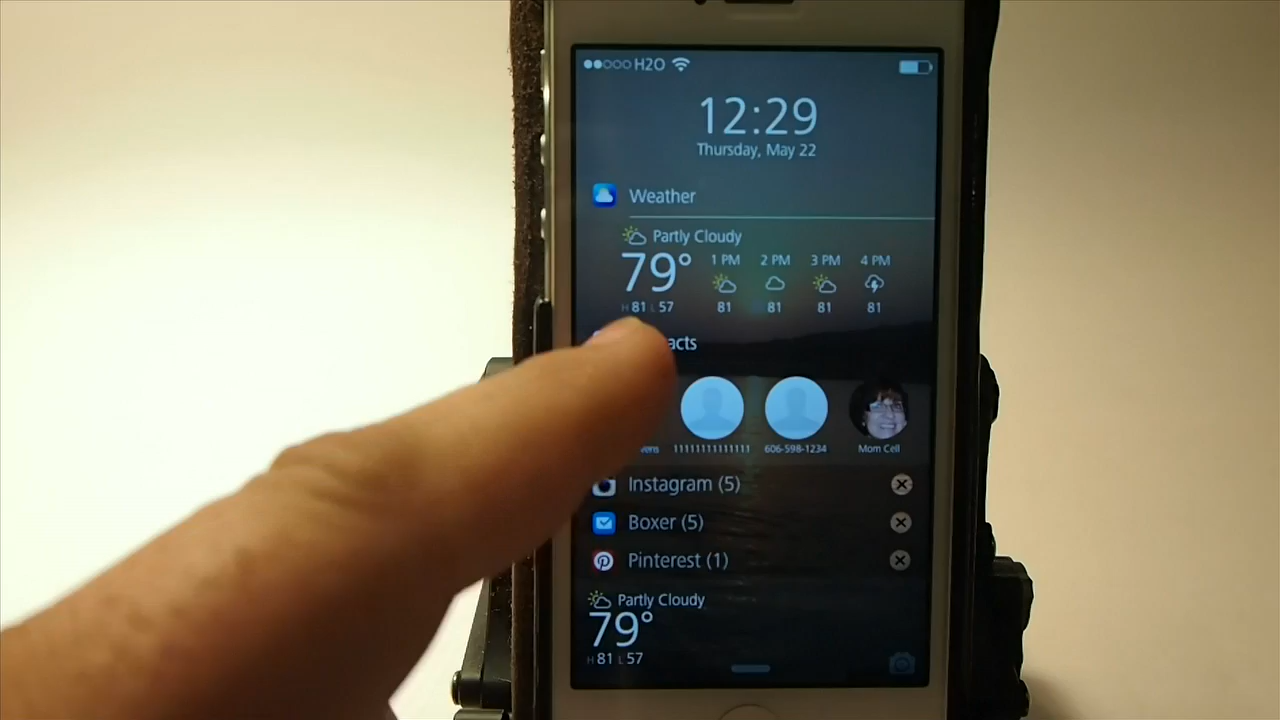 H2O
12:29
Thursday, May 22
Weather
Partly Cloudy
79°
1 PM 2 PM 3 PM 4 PM
H 81 L 57
81 81 81 81
acts
ens 1111111111111 606-598-1234 Mom Cell
Instagram (5)
Boxer (5)
Pinterest (1)
Partly Cloudy
79°
H 81 L 57